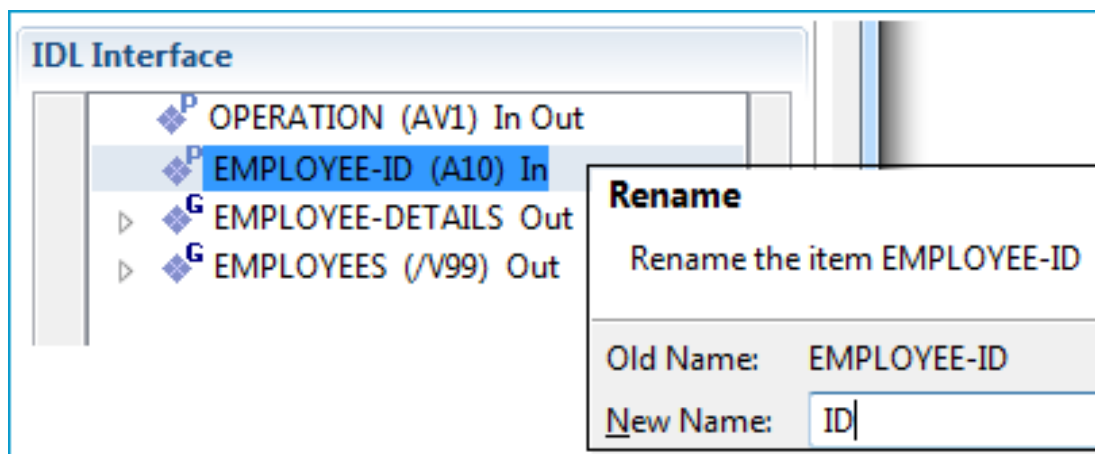 IDL Interface
P OPERATION (AV1) In Out
P EMPLOYEE-ID (A10) In
G EMPLOYEE-DETAILS Out
G EMPLOYEES (/V99) Out
Rename
Rename the item EMPLOYEE-ID
Old Name: EMPLOYEE-ID
New Name: ID